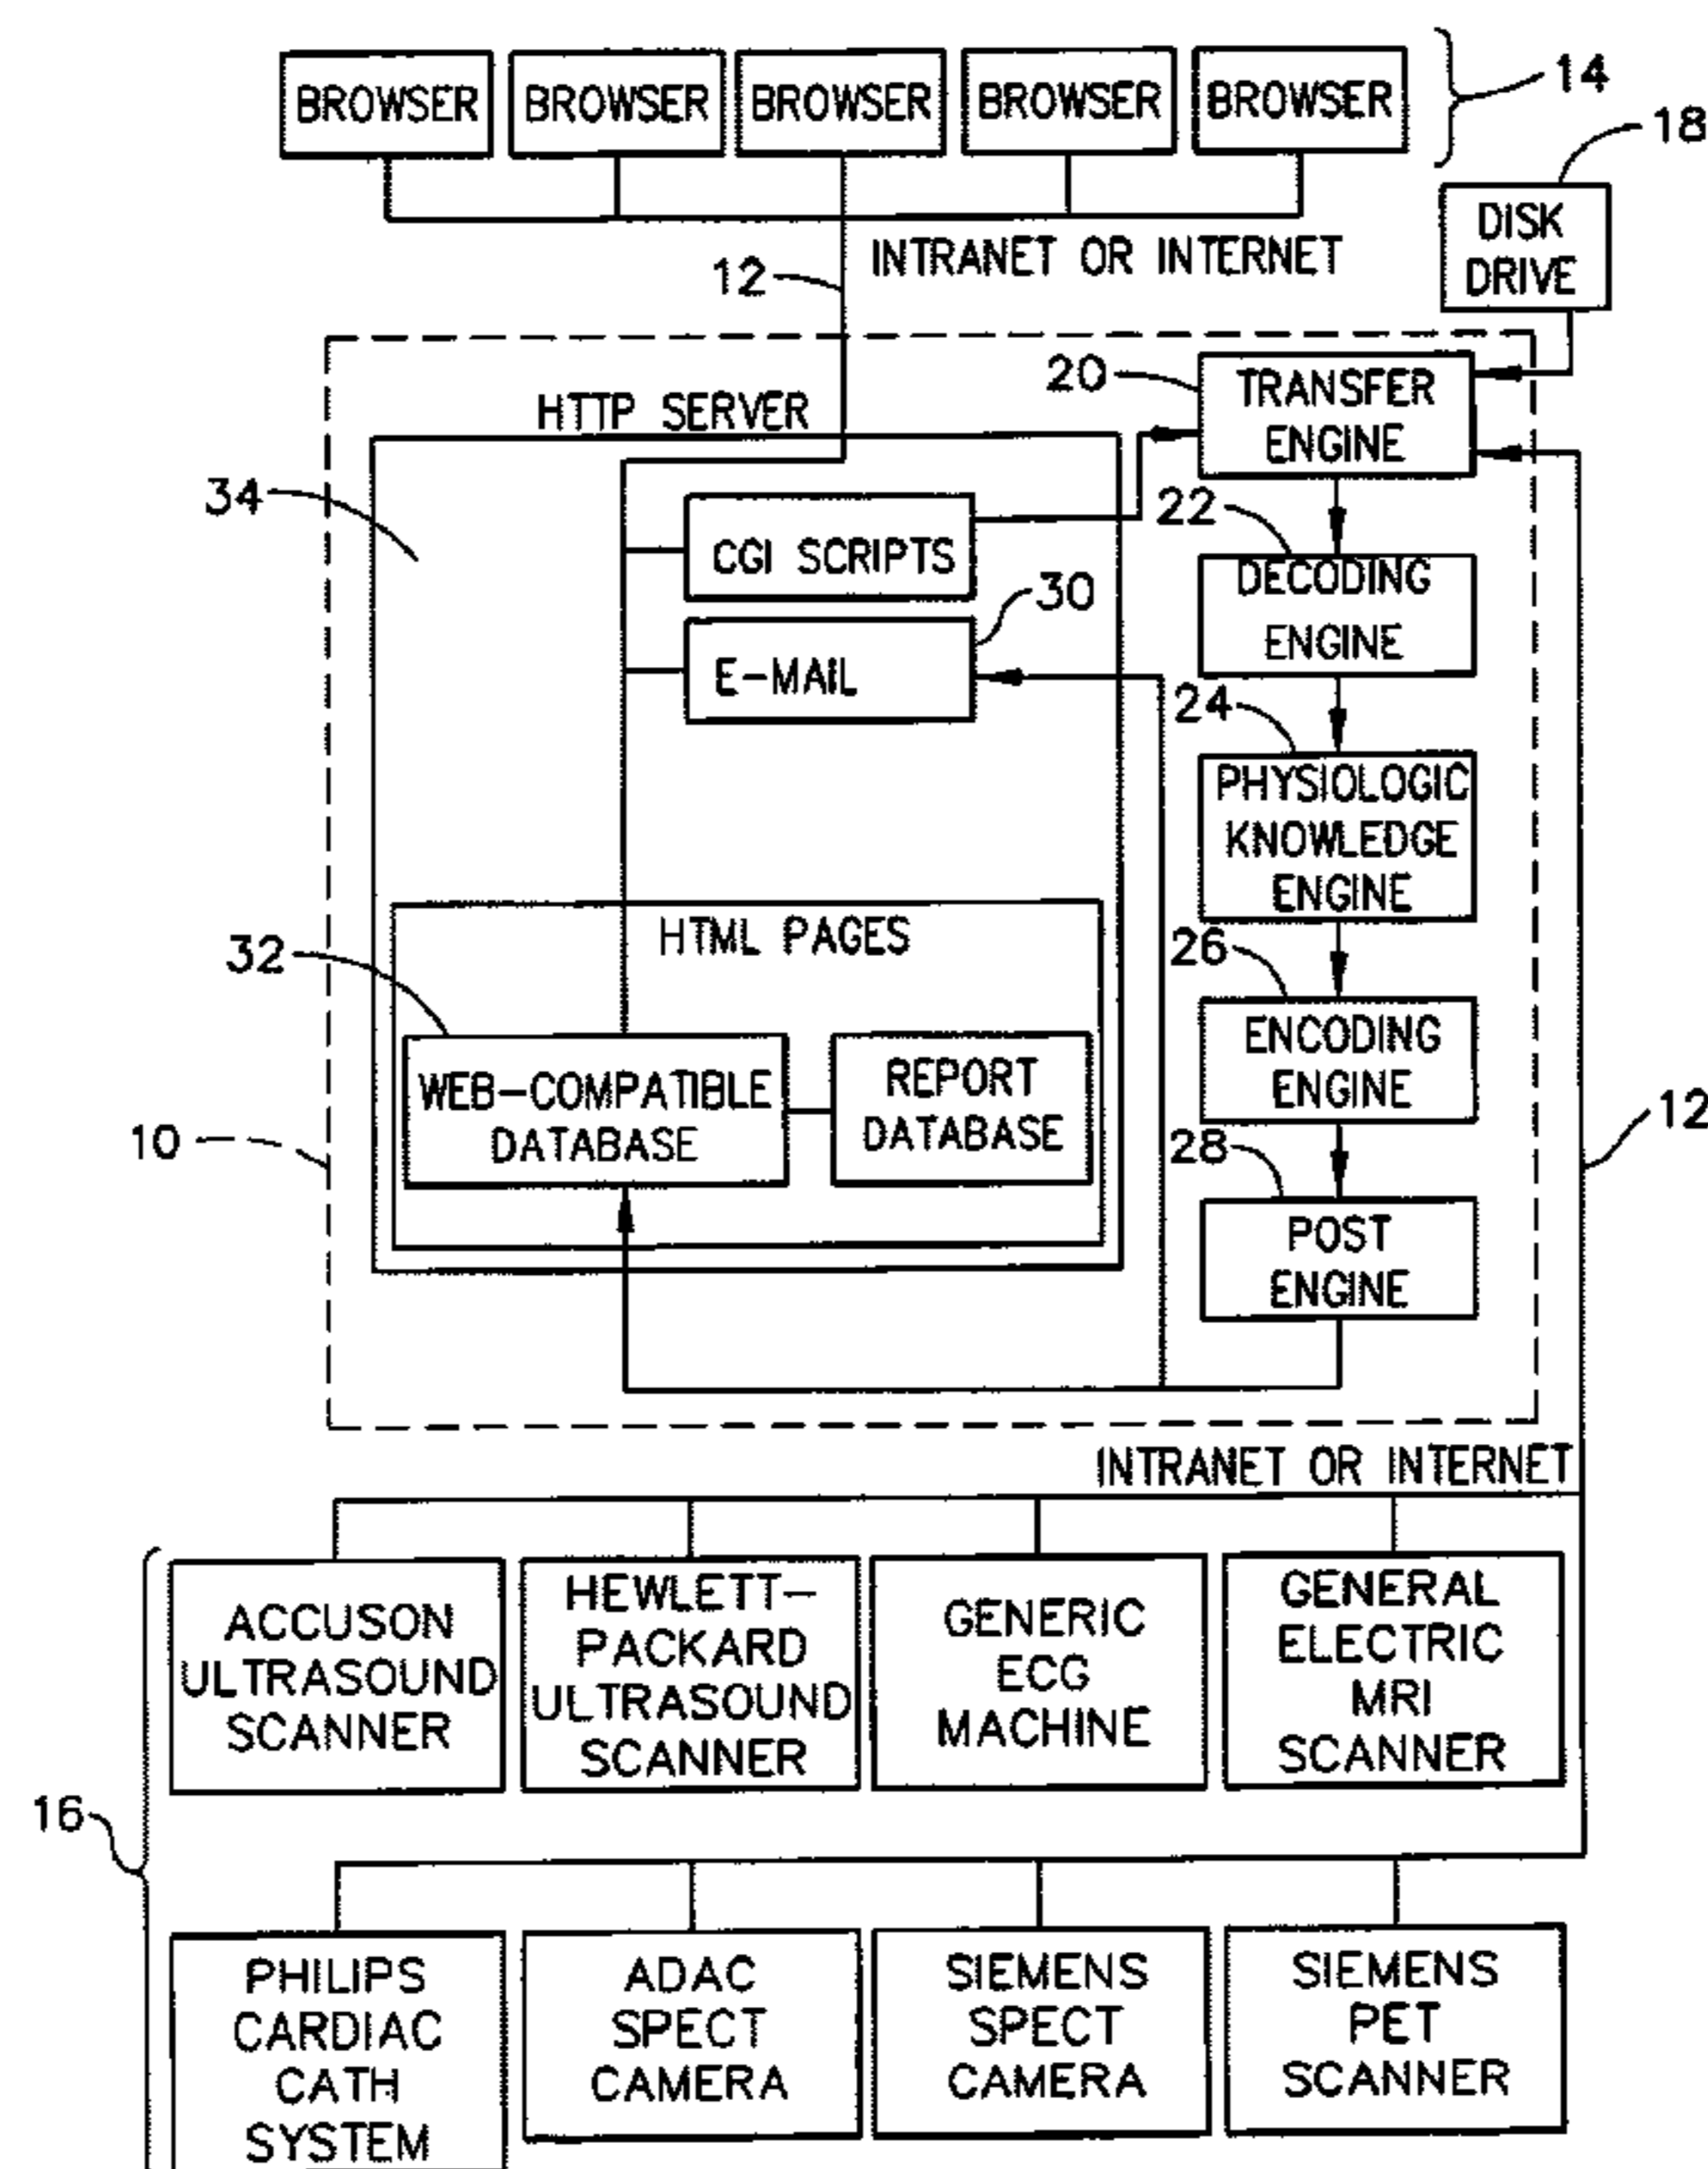 BROWSER BROWSER BROWSER BROWSER BROWSER
14
18
DISK
DRIVE
INTRANET OR INTERNET
12
20
TRANSFER
ENGINE
HTTP SERVER
34
CGI SCRIPTS
22
DECODING
ENGINE
30
E-MAIL
24
PHYSIOLOGIC
KNOWLEDGE
ENGINE
HTML PAGES
32
26
WEB-COMPATIBLE
DATABASE
REPORT
DATABASE
ENCODING
ENGINE
12
10
28
POST
ENGINE
INTRANET OR INTERNET
ACCUSON
ULTRASOUND
SCANNER
HEWLETT-
PACKARD
ULTRASOUND
SCANNER
GENERIC
ECG
MACHINE
GENERAL
ELECTRIC
MRI
SCANNER
16
PHILIPS
CARDIAC
CATH
SYSTEM
ADAC
SPECT
CAMERA
SIEMENS
SPECT
CAMERA
SIEMENS
PET
SCANNER